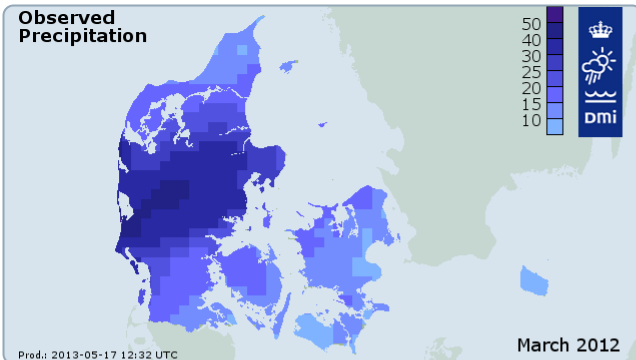 Observed
Precipitation
50
40
30
25
20
15
10
DMI
Prod.: 2013-05-17 12:32 UTC
March 2012